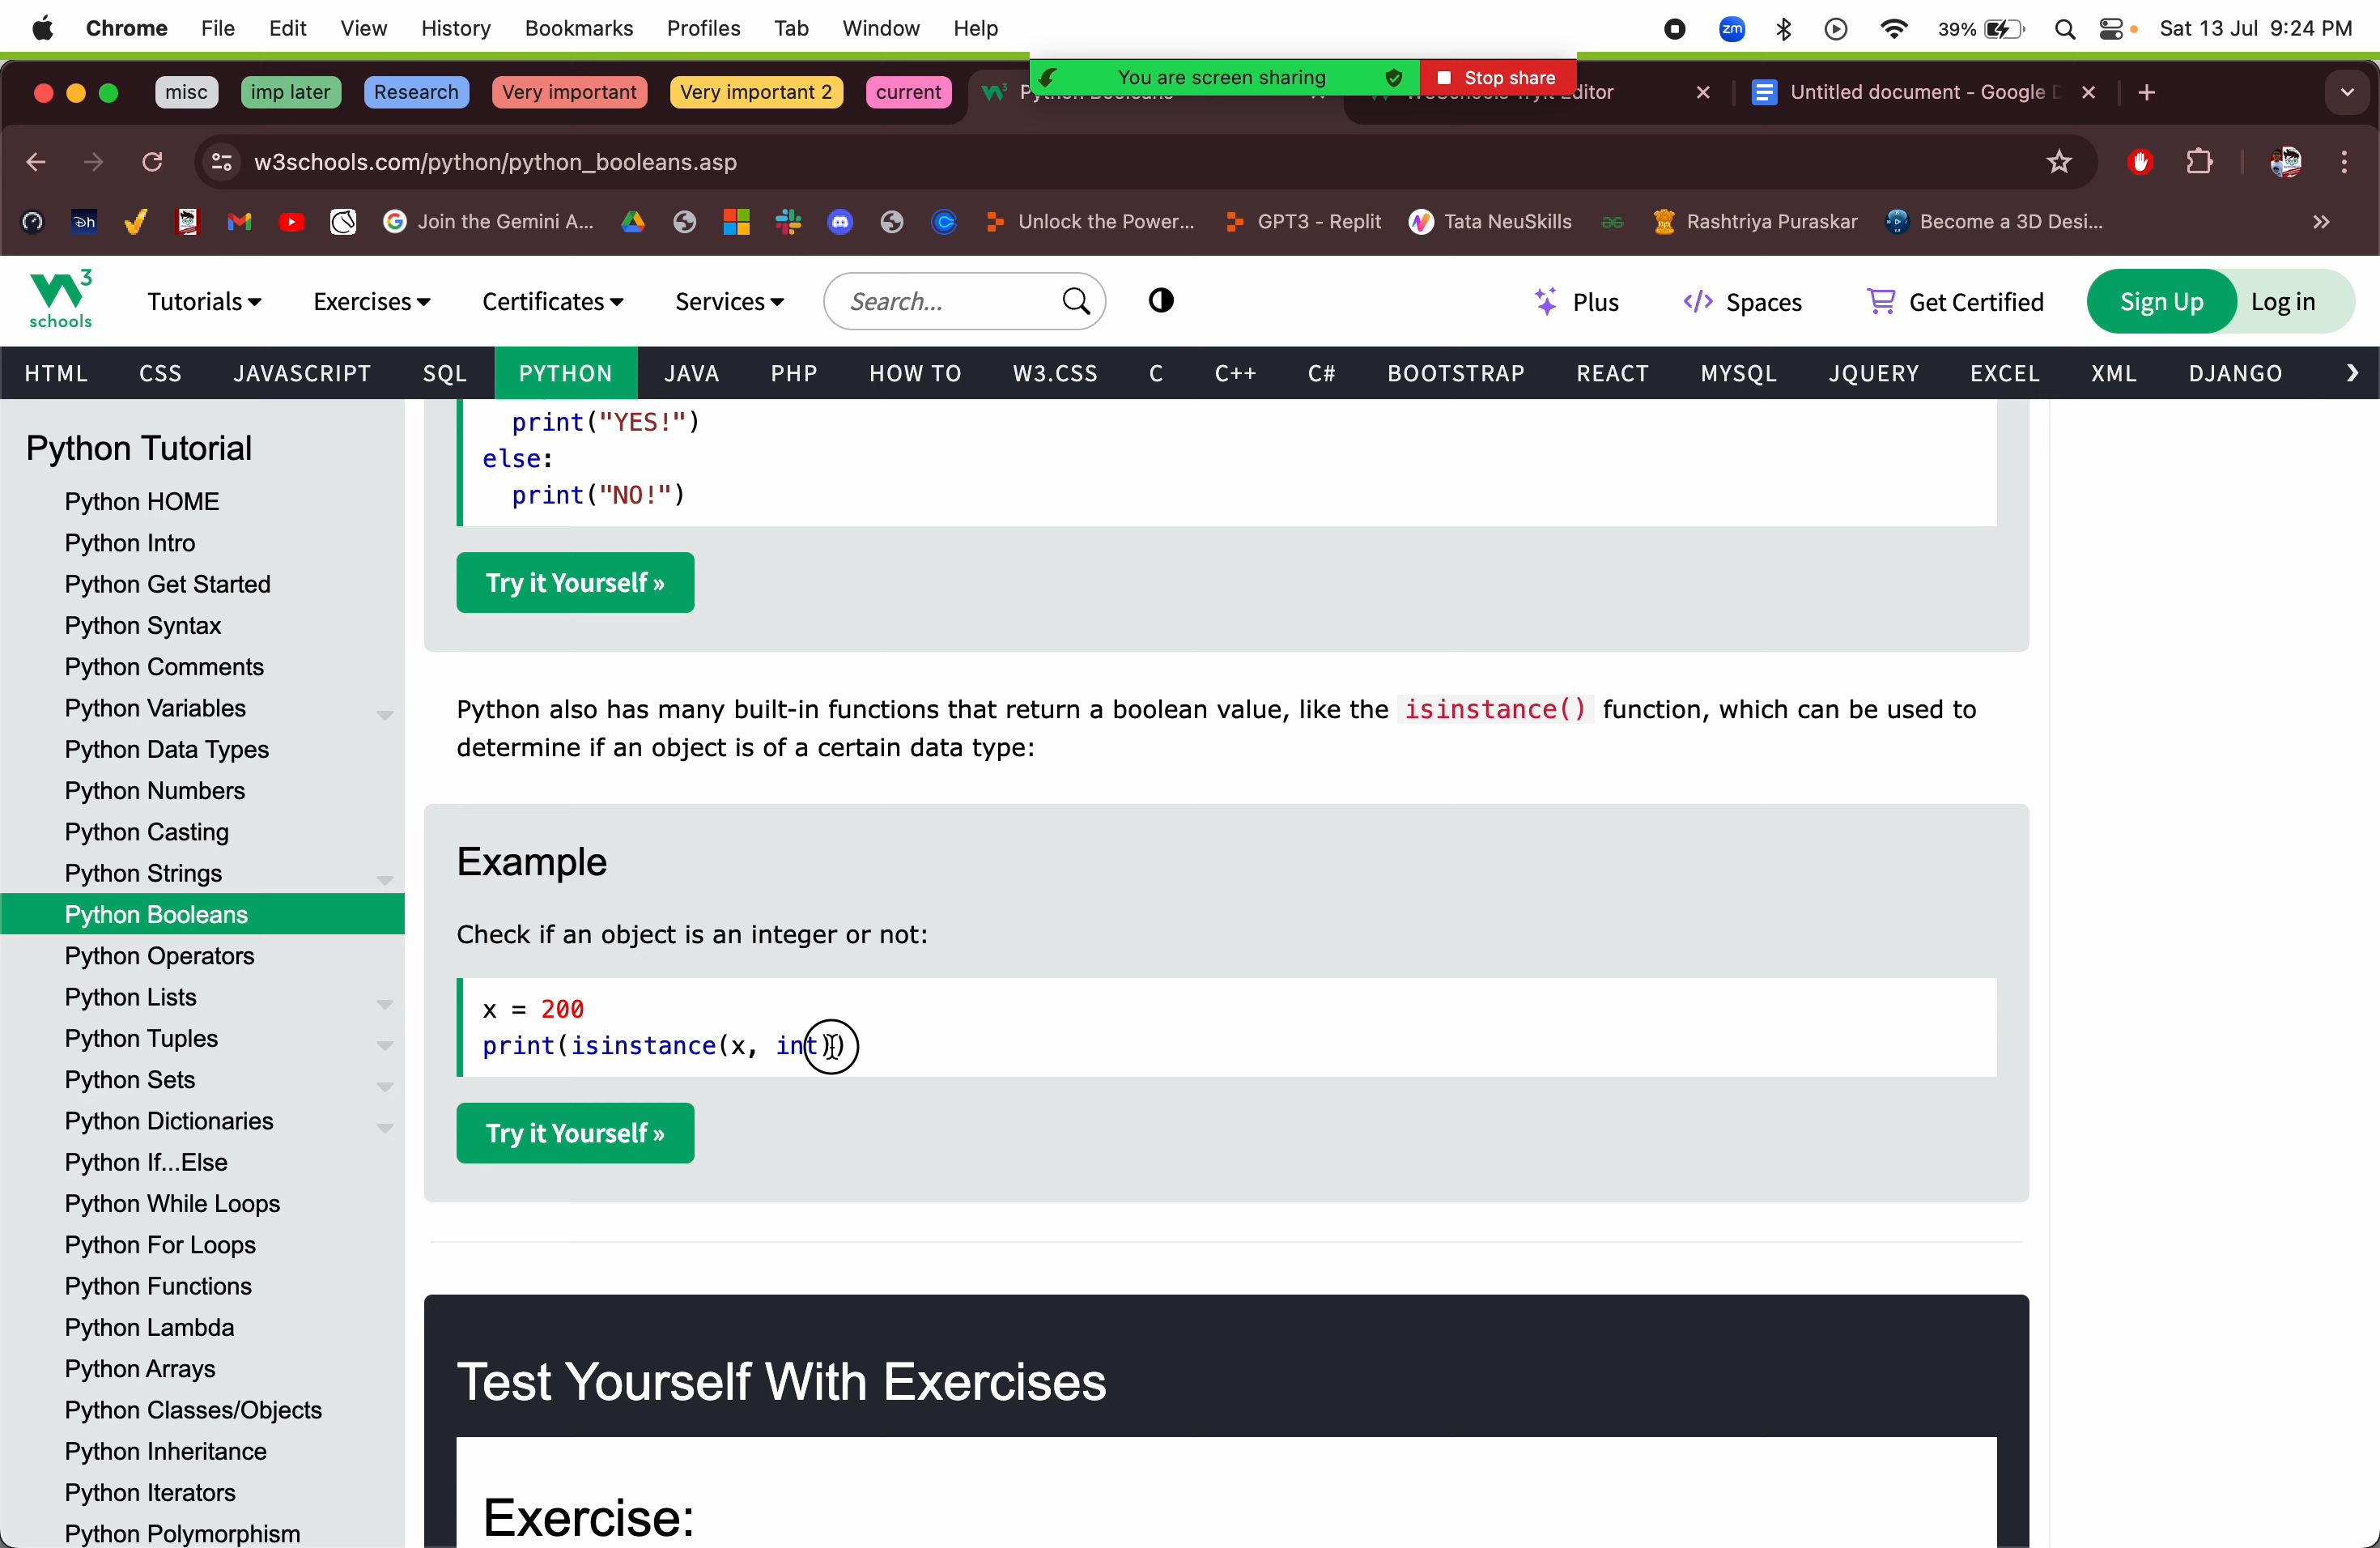 Chrome File Edit View History Bookmarks Profiles Tab Window Help
zm 39% Sat 13 Jul 9:24 PM
You are screen sharing Stop share
misc imp later Research Very important Very important 2 current Untitled document - Google
w3schools.com/python/python_booleans.asp
Join the Gemini A... Unlock the Power... GPT3 - Replit Tata NeuSkills Rashtriya Puraskar Become a 3D Desi...
W3 schools
Tutorials Exercises Certificates Services Search... Plus Spaces Get Certified Sign Up Log in
HTML CSS JAVASCRIPT SQL PYTHON JAVA PHP HOW TO W3.CSS C C++ C# BOOTSTRAP REACT MYSQL JQUERY EXCEL XML DJANGO
Python Tutorial
Python HOME
Python Intro
Python Get Started
Python Syntax
Python Comments
Python Variables
Python Data Types
Python Numbers
Python Casting
Python Strings
Python Booleans
Python Operators
Python Lists
Python Tuples
Python Sets
Python Dictionaries
Python If...Else
Python While Loops
Python For Loops
Python Functions
Python Lambda
Python Arrays
Python Classes/Objects
Python Inheritance
Python Iterators
Python Polymorphism
print("YES!")
else:
print("NO!")
Try it Yourself »
Python also has many built-in functions that return a boolean value, like the isinstance() function, which can be used to
determine if an object is of a certain data type:
Example
Check if an object is an integer or not:
x = 200
print(isinstance(x, int))
Try it Yourself »
Test Yourself With Exercises
Exercise: